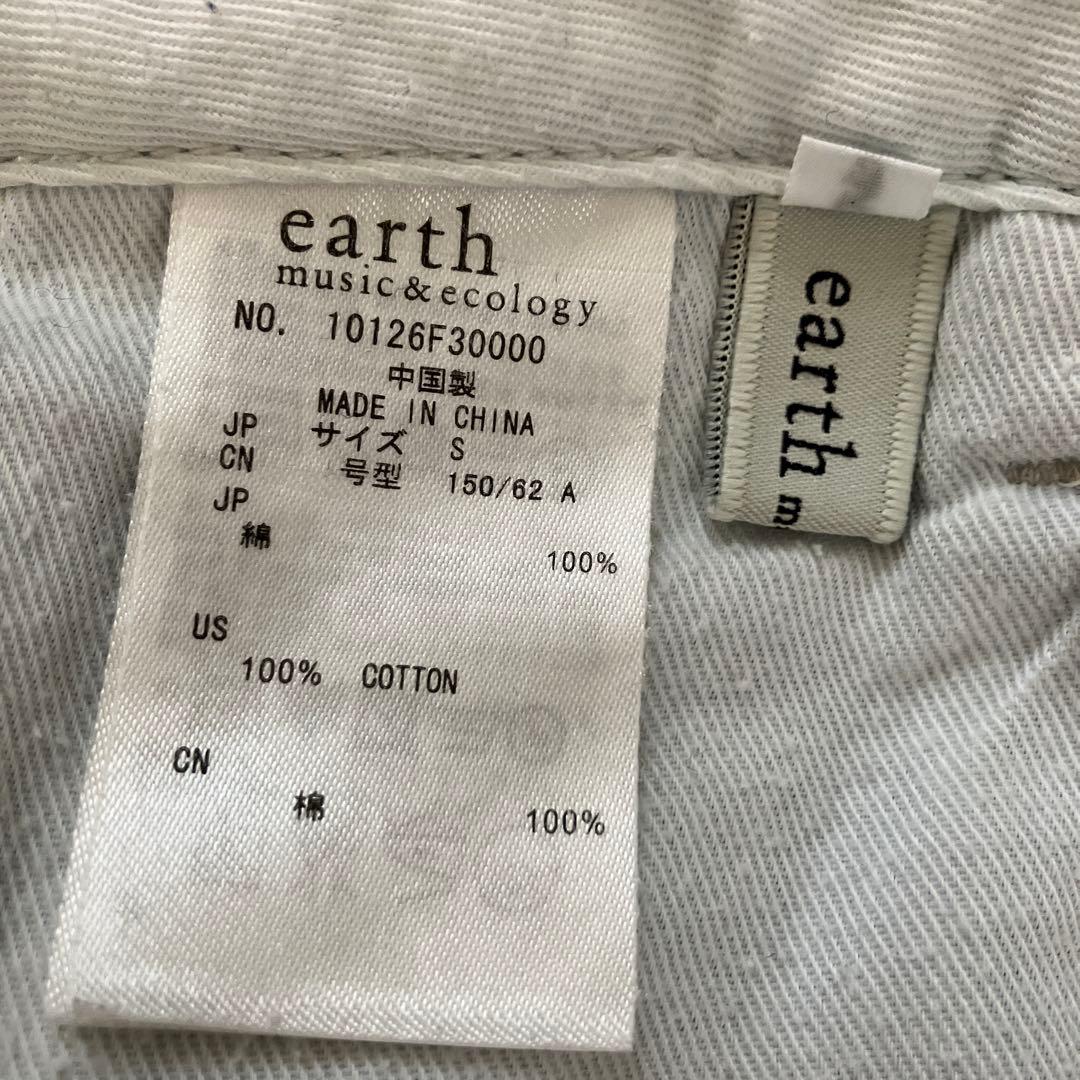 earth
music&ecology
NO. 10126F30000
中国製
MADE IN CHINA
JP サイズ S
CN 号型 150/62 A
JP
綿 100%
US
100% COTTON
CN
棉 100%
earth m